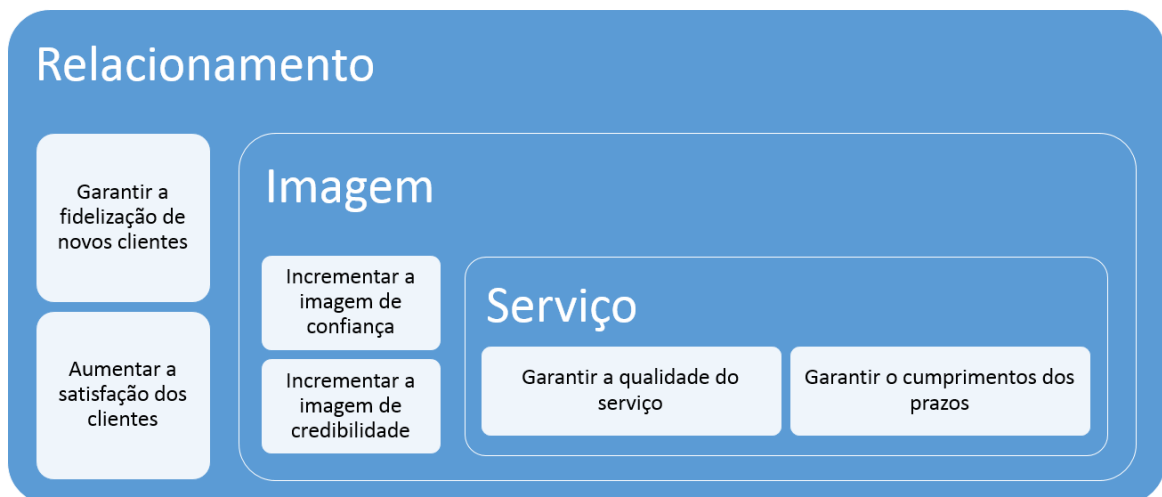 Relacionamento
Garantir a
fidelização de
novos clientes
Aumentar a
satisfação dos
clientes
Imagem
Incrementar a
imagem de
confiança
Incrementar a
imagem de
credibilidade
Serviço
Garantir a qualidade do
serviço
Garantir o cumprimentos dos
prazos